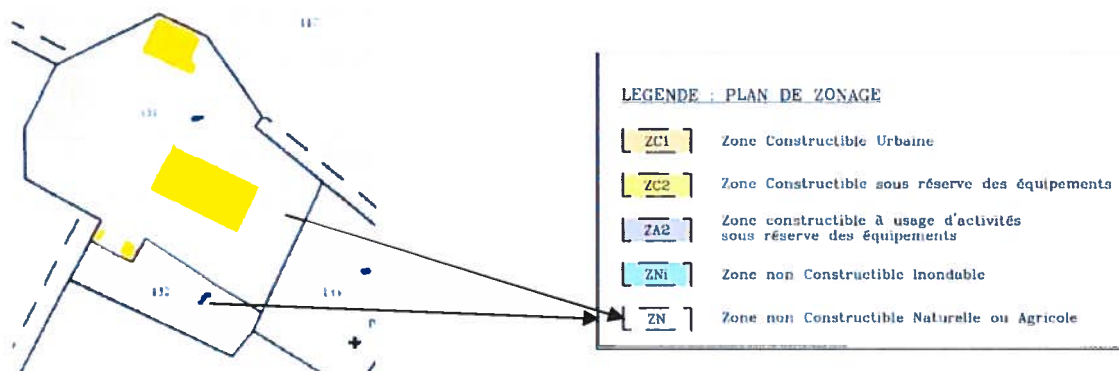 LEGENDE : PLAN DE ZONAGE
ZC1 Zone Constructible Urbaine
ZC2 Zone Constructible sous réserve des équipements
ZA2 Zone constructible à usage d'activités
sous réserve des équipements
ZNi Zone non Constructible Inondable
ZN Zone non Constructible Naturelle ou Agricole